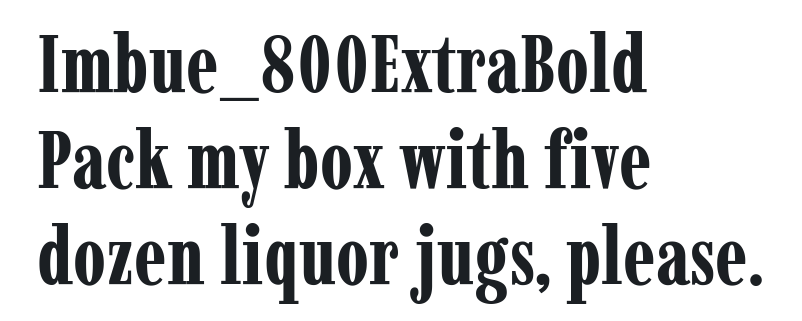 Imbue_800ExtraBold
Pack my box with five
dozen liquor jugs, please.